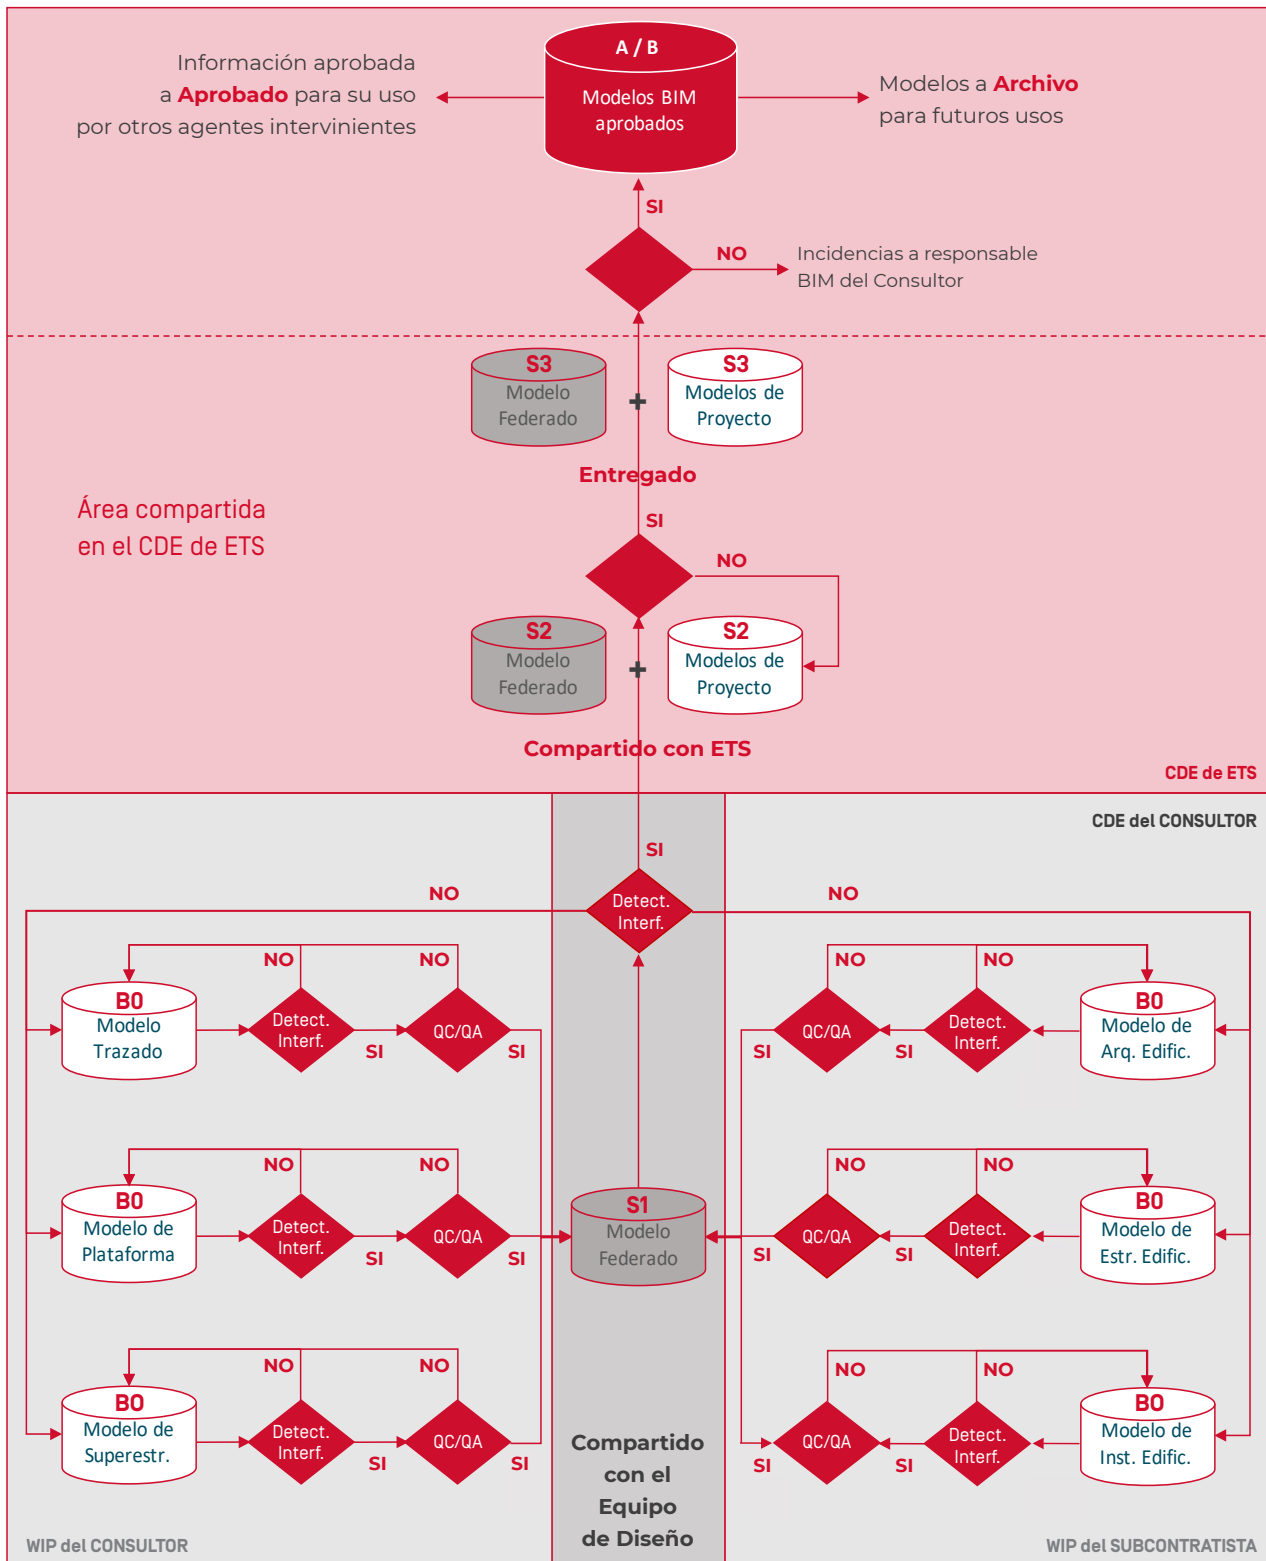 A / B
Modelos BIM
aprobados
Información aprobada
a Aprobado para su uso
por otros agentes intervinientes
Modelos a Archivo
para futuros usos
SI
NO
Incidencias a responsable
BIM del Consultor
S3
Modelo
Federado
+
S3
Modelos de
Proyecto
Entregado
Área compartida
en el CDE de ETS
SI
NO
S2
Modelo
Federado
+
S2
Modelos de
Proyecto
Compartido con ETS
CDE de ETS
CDE del CONSULTOR
SI
NO
Detect.
Interf.
NO
NO
NO
B0
Modelo
Trazado
Detect.
Interf.
SI
QC/QA
SI
NO
NO
SI
QC/QA
SI
Detect.
Interf.
B0
Modelo de
Arq. Edific.
NO
NO
B0
Modelo de
Plataforma
Detect.
Interf.
SI
QC/QA
SI
S1
Modelo
Federado
NO
NO
SI
QC/QA
SI
Detect.
Interf.
B0
Modelo de
Estr. Edific.
NO
NO
B0
Modelo de
Superestr.
Detect.
Interf.
SI
QC/QA
SI
NO
NO
SI
QC/QA
SI
Detect.
Interf.
B0
Modelo de
Inst. Edific.
Compartido
con el
Equipo
de Diseño
WIP del CONSULTOR
WIP del SUBCONTRATISTA